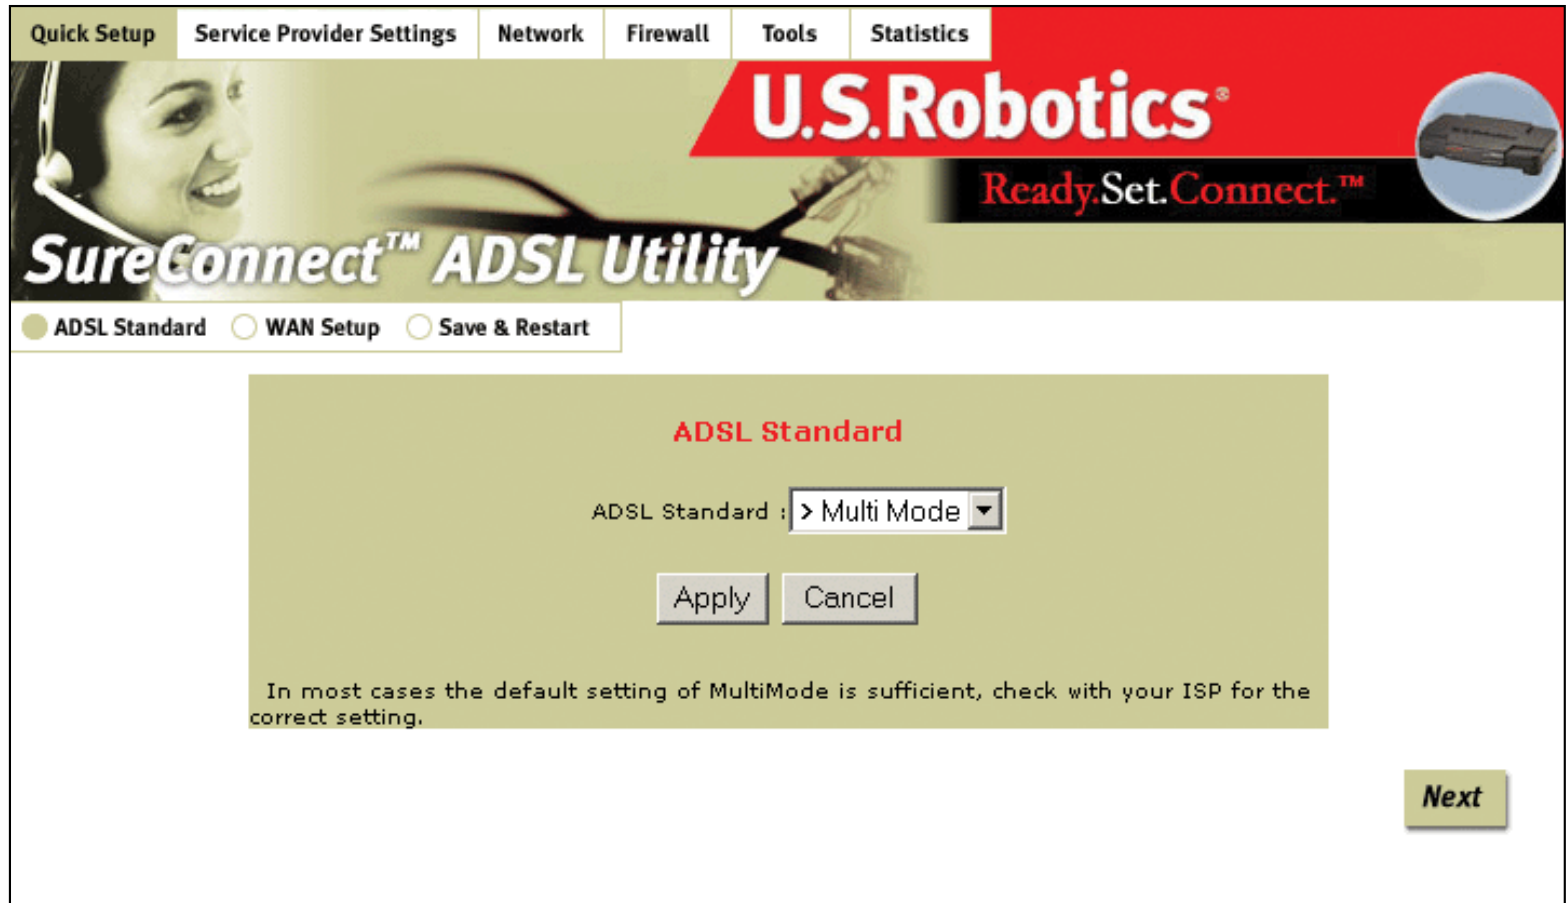 Quick Setup Service Provider Settings Network Firewall Tools Statistics
U.S.Robotics®
Ready.Set.Connect.™
SureConnect™ ADSL Utility
ADSL Standard WAN Setup Save & Restart
ADSL Standard
ADSL Standard : > Multi Mode
Apply Cancel
In most cases the default setting of MultiMode is sufficient, check with your ISP for the
correct setting.
Next